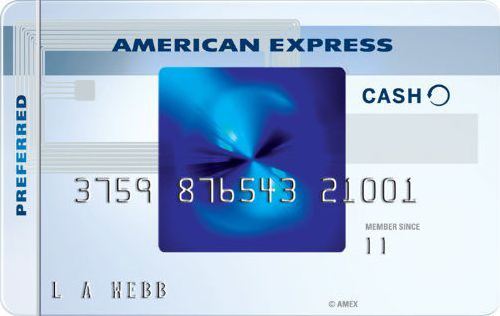 AMERICAN EXPRESS
PREFERRED
CASH
3759 876543 21001
MEMBER SINCE
11
L A WEBB
© AMEX